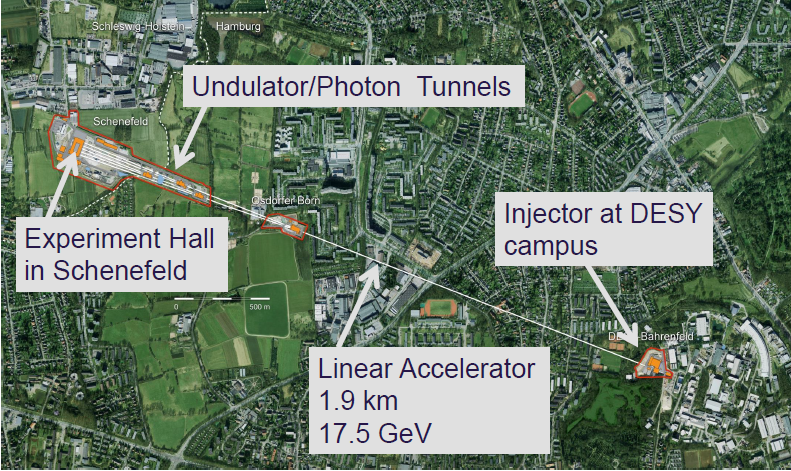 Schleswig-Holstein
Hamburg
Undulator/Photon Tunnels
Schenefeld
Osdorfer Born
Experiment Hall
in Schenefeld
Injector at DESY
campus
0 500 m
-Bahrenfeld
Linear Accelerator
1.9 km
17.5 GeV